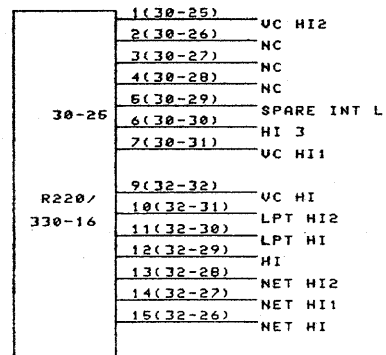 1(30-25) VC HI2
2(30-26) NC
3(30-27) NC
4(30-28) NC
30-25 5(30-29) SPARE INT L
6(30-30) HI 3
7(30-31) VC HI1
9(32-32) VC HI
R220/ 10(32-31) LPT HI2
330-16 11(32-30) LPT HI
12(32-29) HI
13(32-28) NET HI2
14(32-27) NET HI1
15(32-26) NET HI